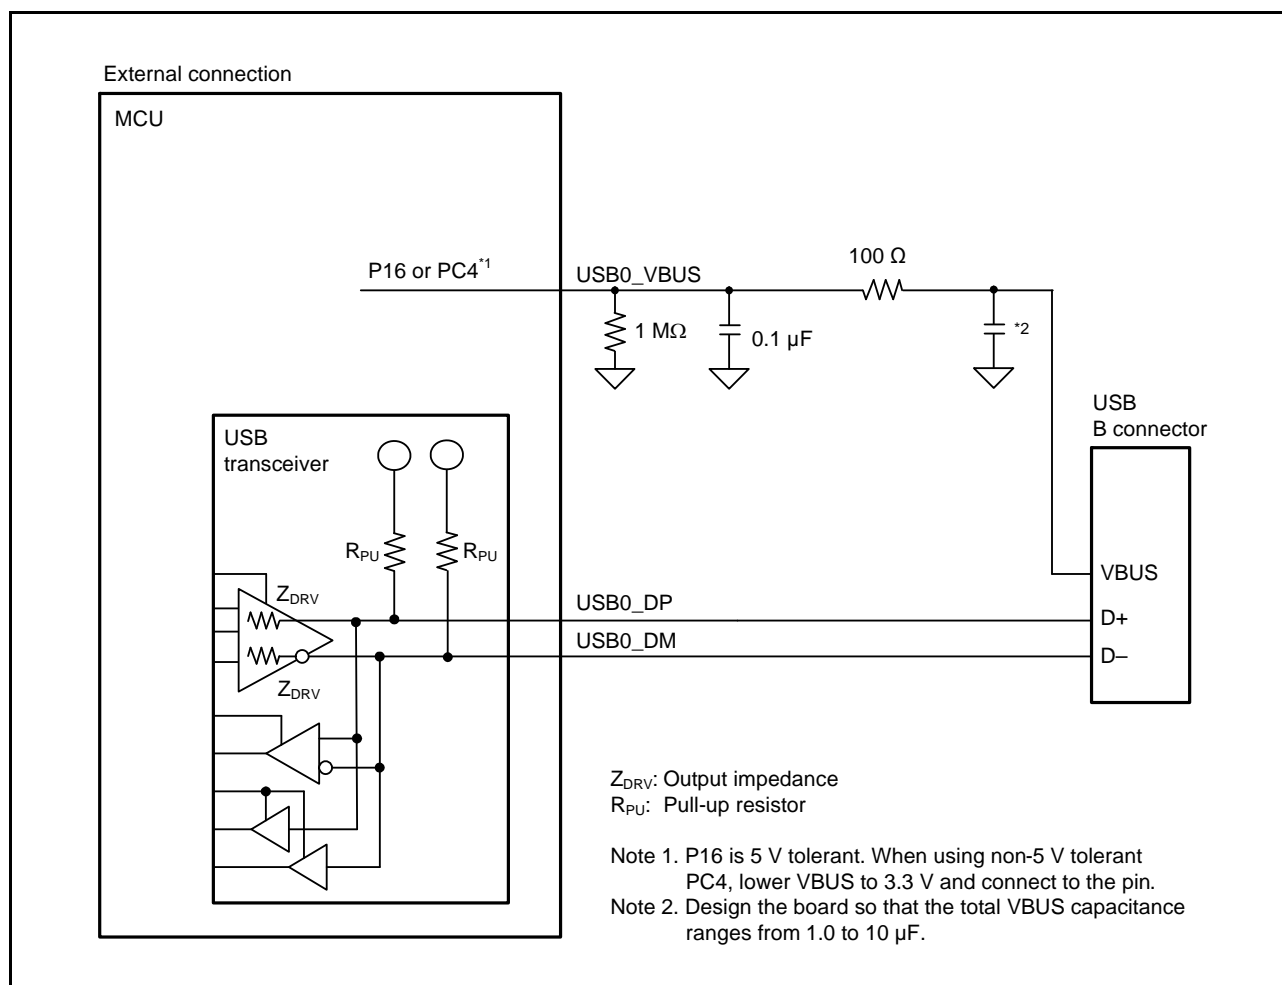 External connection
MCU
P16 or PC4*1
USB0_VBUS
100 Ω
1 MΩ
0.1 µF
*2
USB
B connector
USB
transceiver
RPU
RPU
VBUS
ZDRV
USB0_DP
D+
USB0_DM
D–
ZDRV
ZDRV: Output impedance
RPU: Pull-up resistor
Note 1. P16 is 5 V tolerant. When using non-5 V tolerant
PC4, lower VBUS to 3.3 V and connect to the pin.
Note 2. Design the board so that the total VBUS capacitance
ranges from 1.0 to 10 µF.